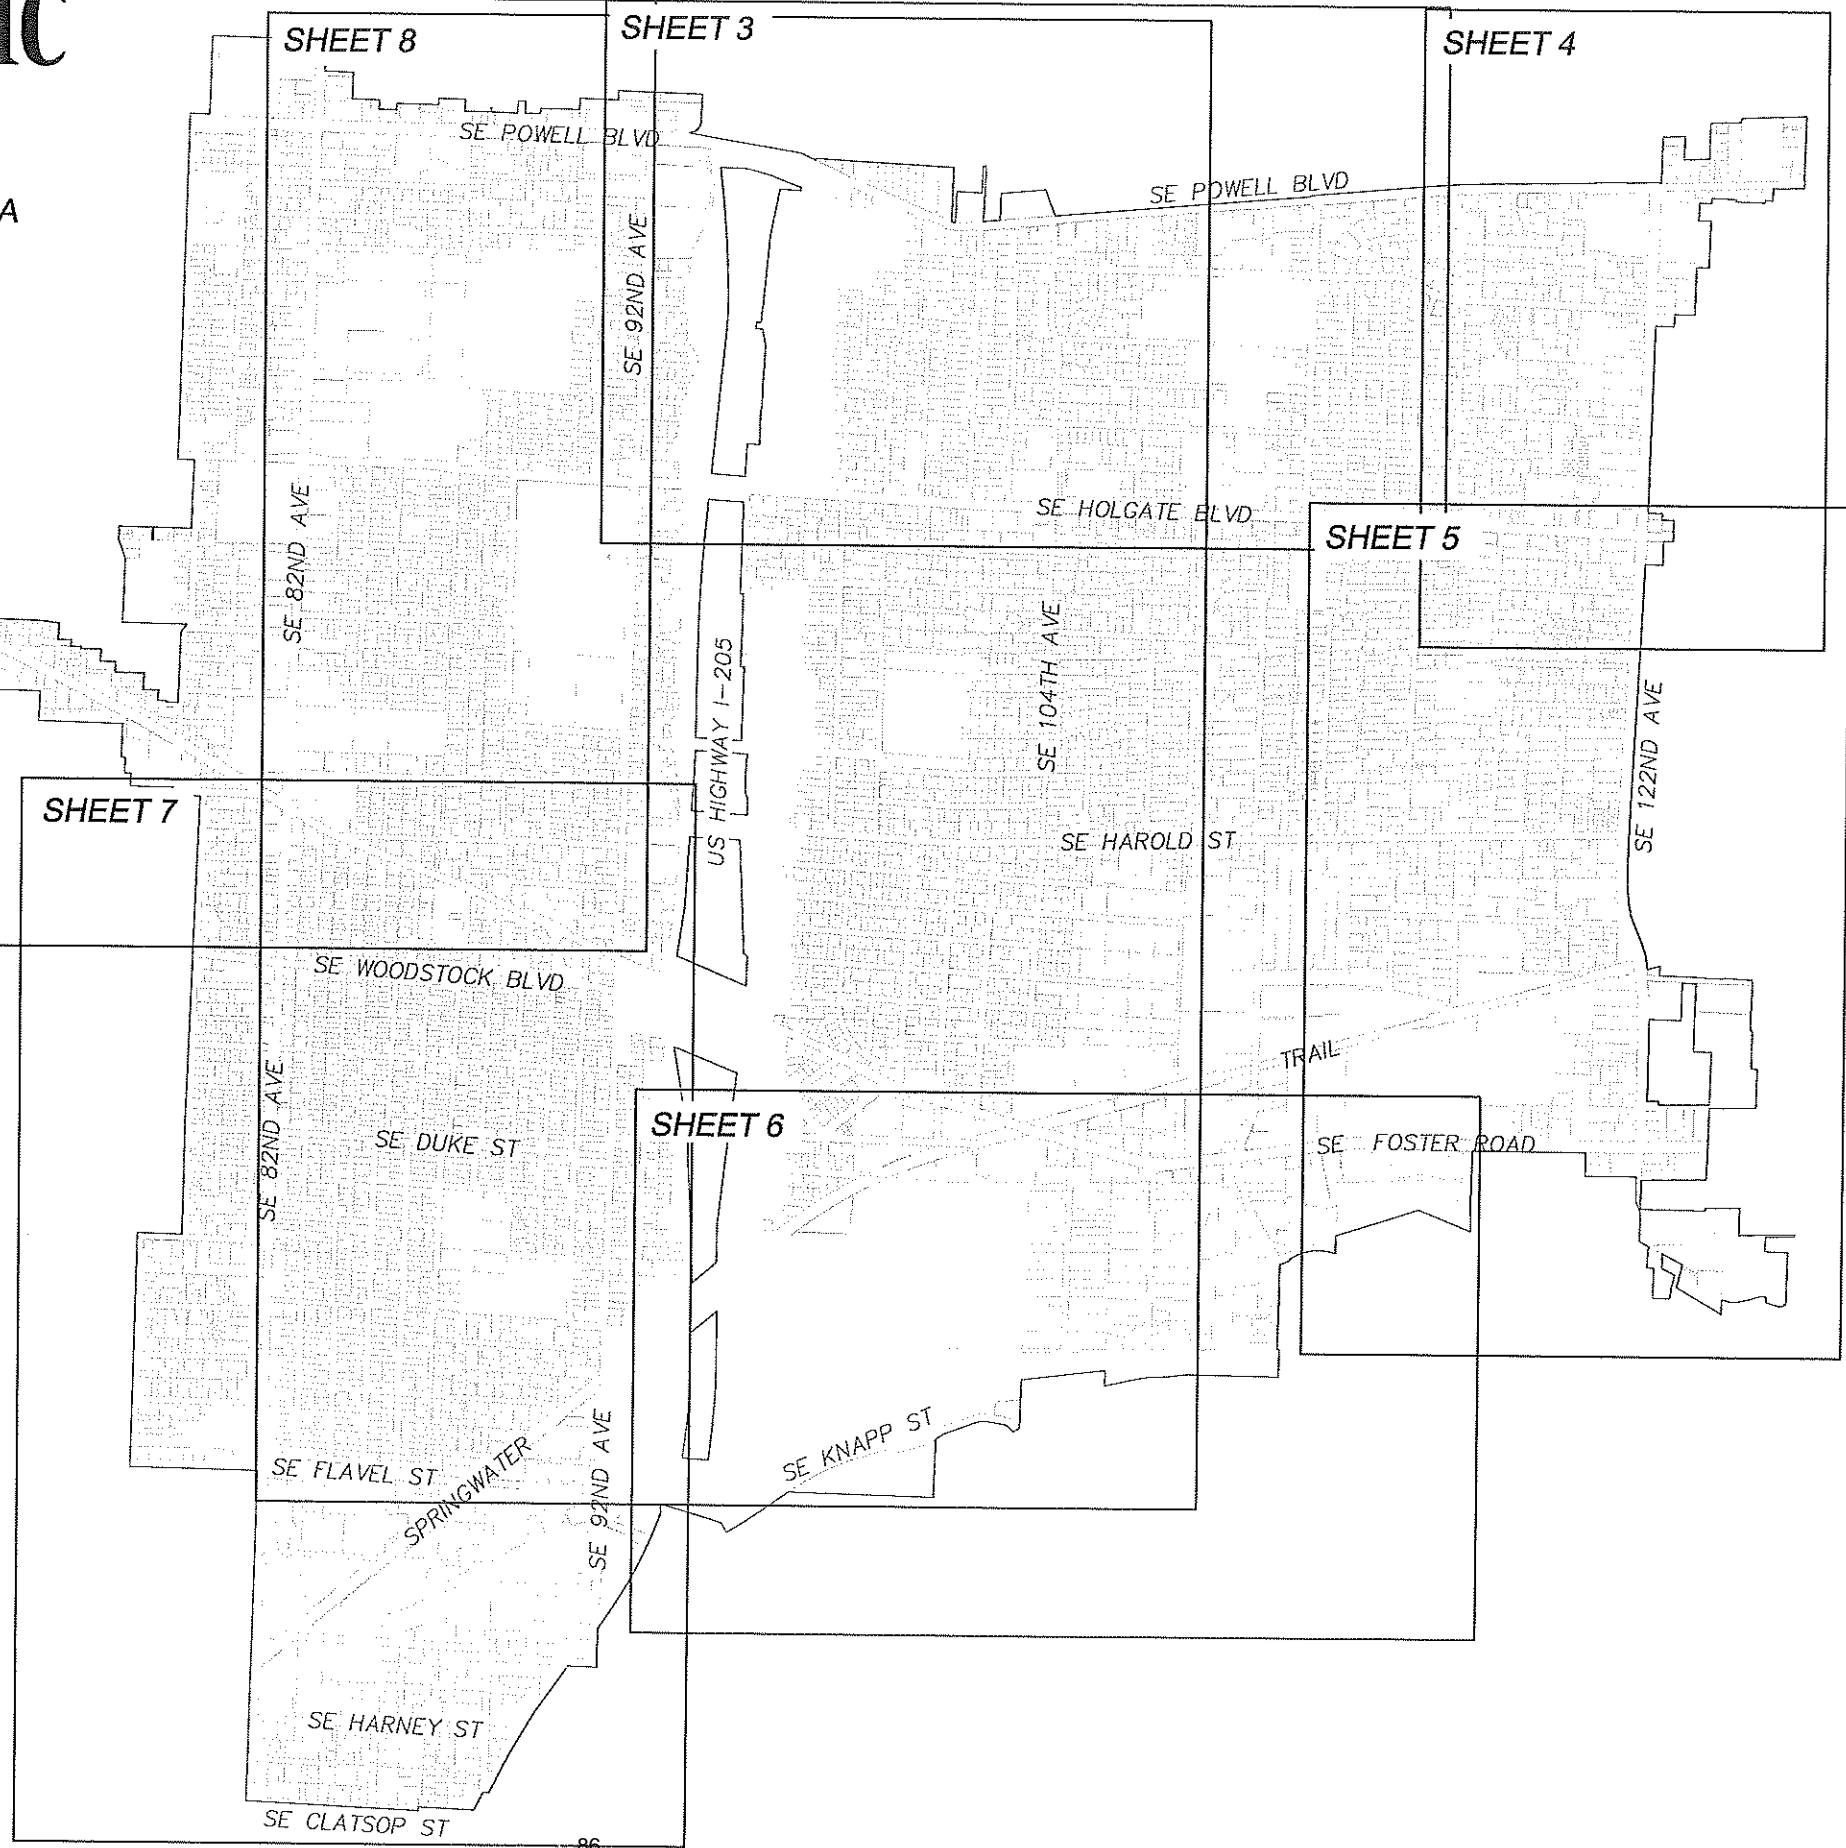 SHEET 8
SHEET 3
SHEET 4
SE POWELL BLVD
SE POWELL BLVD
A
SE 92ND AVE
SE 82ND AVE
SE HOLGATE BLVD
SHEET 5
US HIGHWAY I-205
SE 104TH AVE
SE 122ND AVE
SHEET 7
SE HAROLD ST
SE WOODSTOCK BLVD
TRAIL
SE 82ND AVE
SE DUKE ST
SHEET 6
SE FOSTER ROAD
SE FLAVEL ST
SPRINGWATER
SE 92ND AVE
SE KNAPP ST
SE HARNEY ST
SE CLATSOP ST
86